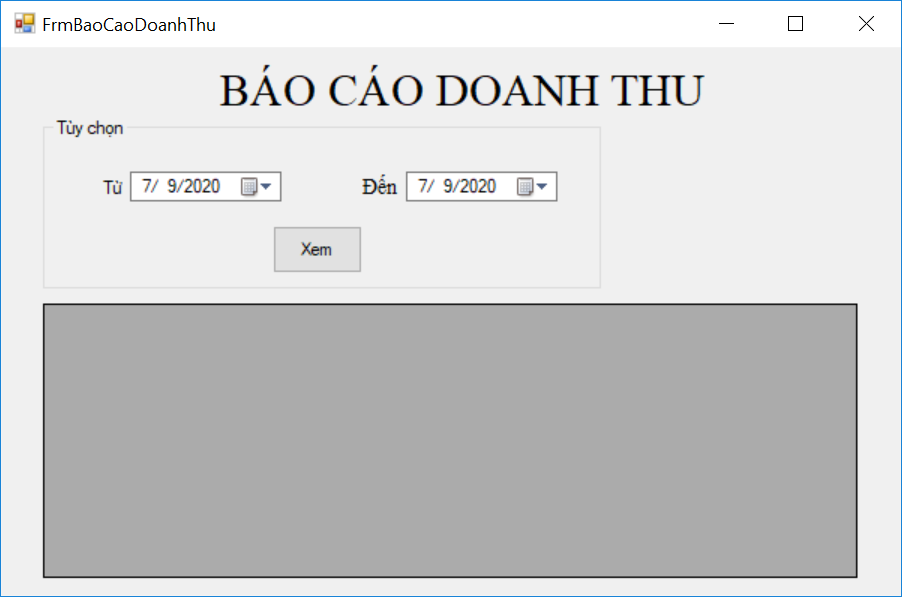 FrmBaoCaoDoanhThu
BÁO CÁO DOANH THU
Tùy chọn
Từ 7/ 9/2020 Đến 7/ 9/2020
Xem